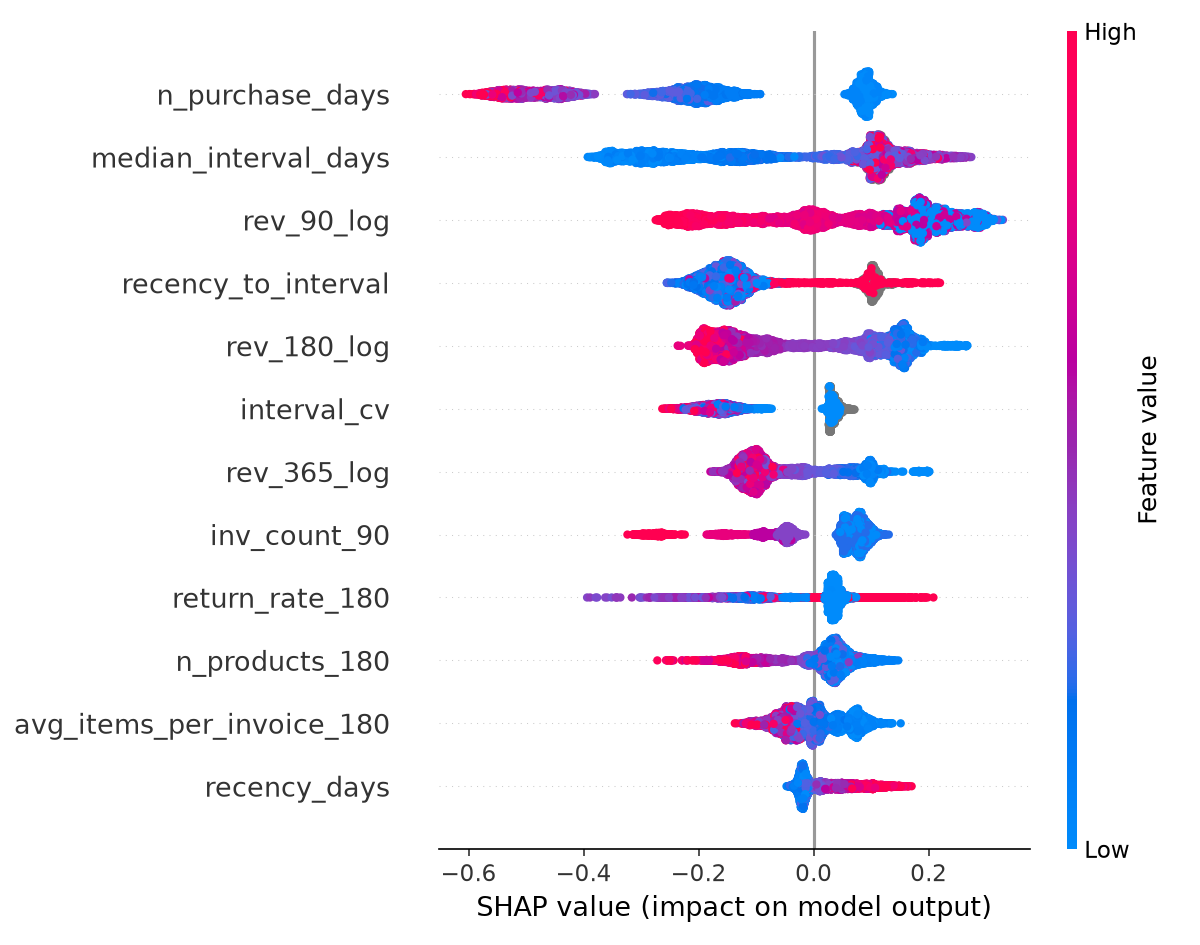 High
n_purchase_days
median_interval_days
rev_90_log
recency_to_interval
rev_180_log
interval_cv
rev_365_log
inv_count_90
return_rate_180
n_products_180
avg_items_per_invoice_180
recency_days
Feature value
Low
−0.6 −0.4 −0.2 0.0 0.2
SHAP value (impact on model output)